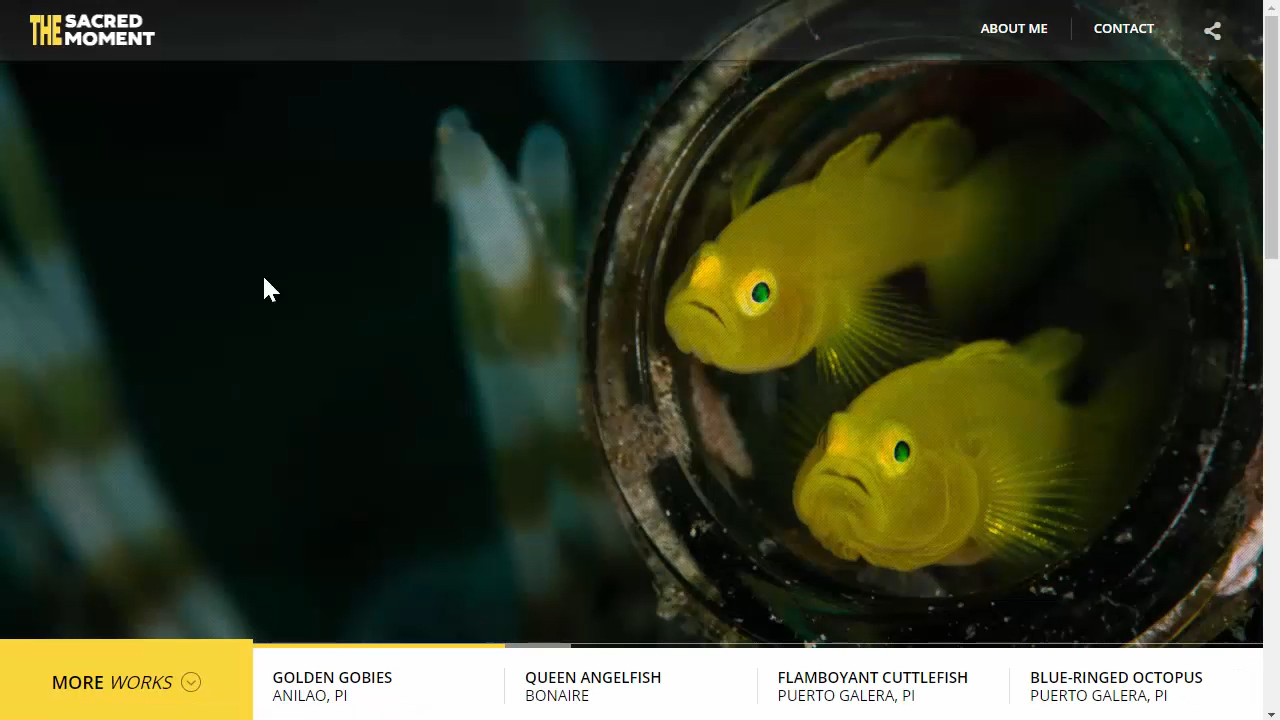 THE SACRED MOMENT
ABOUT ME
CONTACT
MORE WORKS
GOLDEN GOBIES
ANILAO, PI
QUEEN ANGELFISH
BONAIRE
FLAMBOYANT CUTTLEFISH
PUERTO GALERA, PI
BLUE-RINGED OCTOPUS
PUERTO GALERA, PI